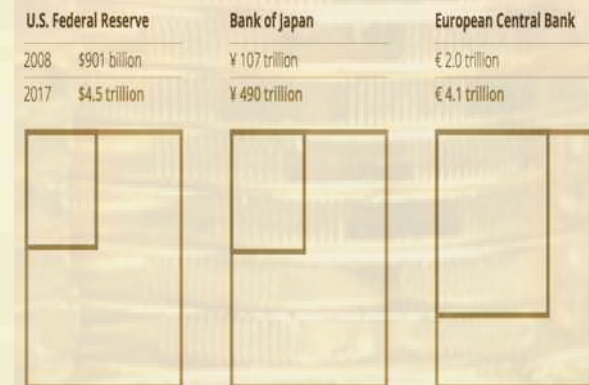 U.S. Federal Reserve Bank of Japan European Central Bank
2008 $901 billion ¥ 107 trillion € 2.0 trillion
2017 $4.5 trillion ¥ 490 trillion € 4.1 trillion